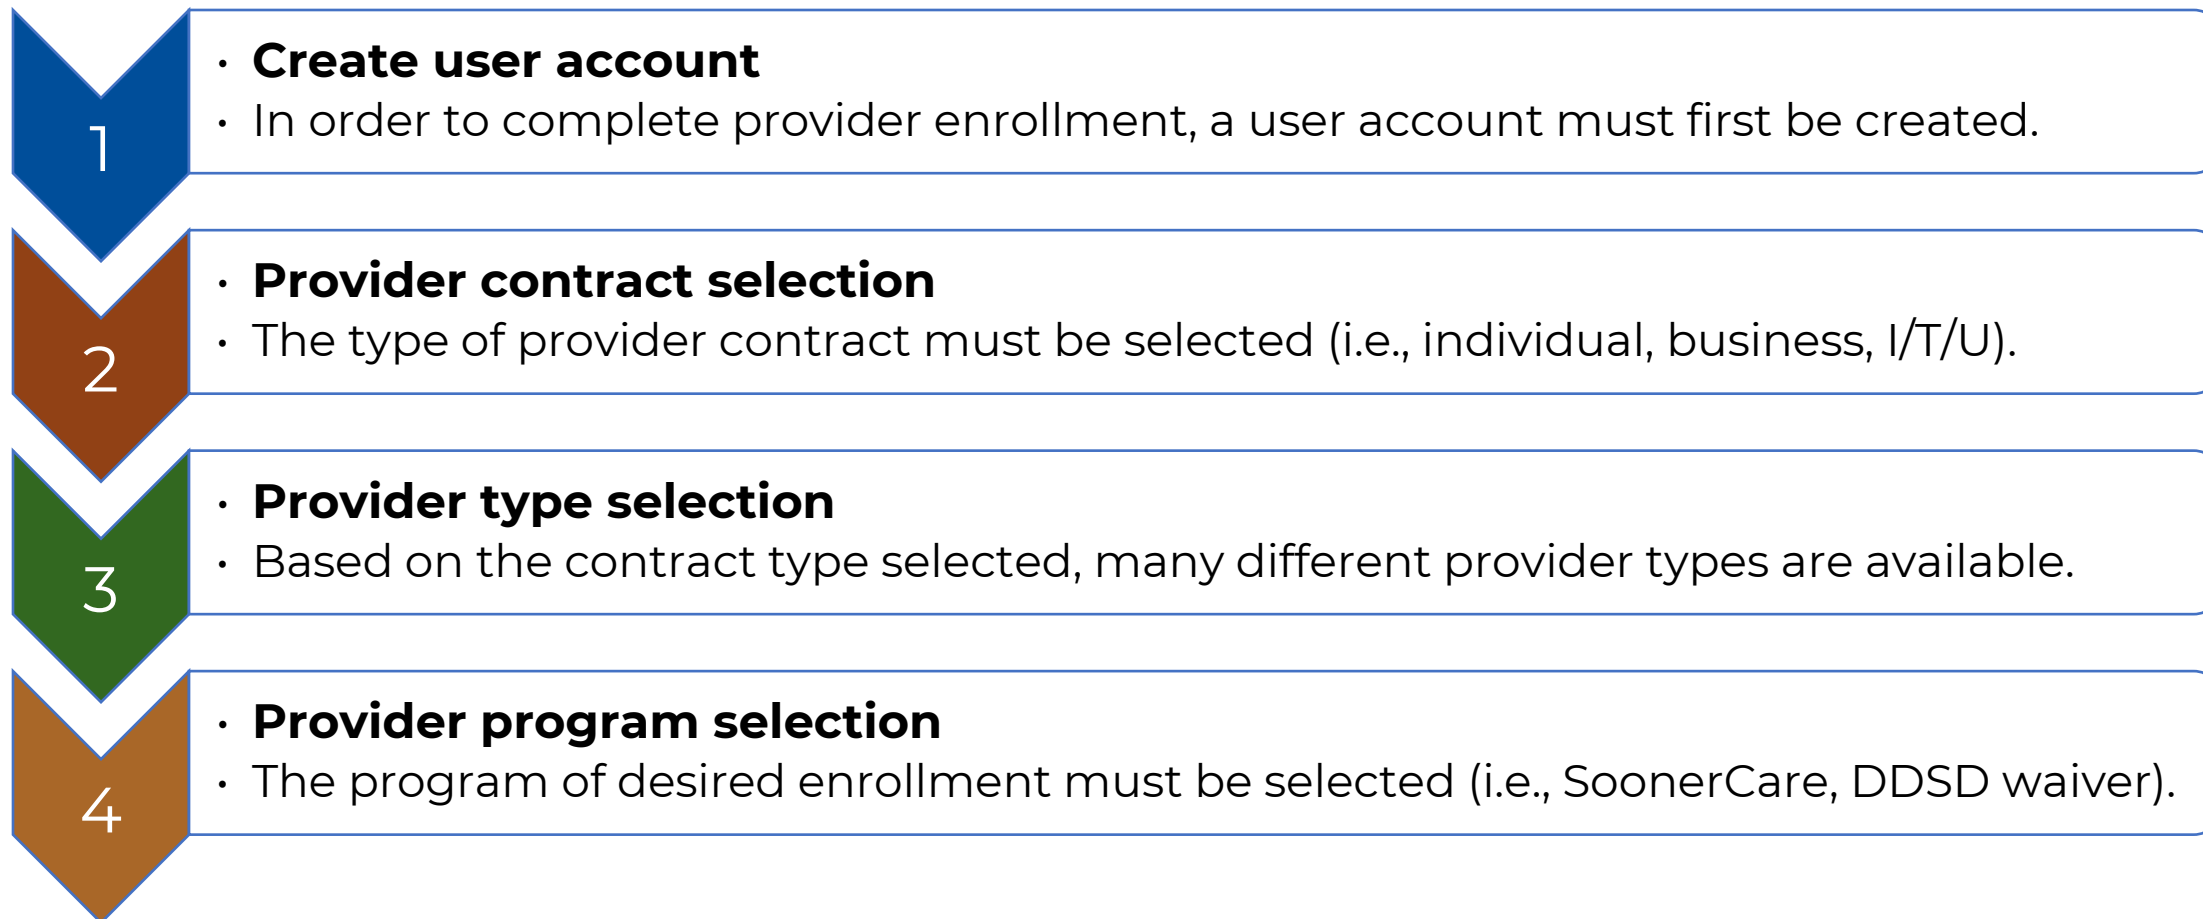 1
• Create user account
• In order to complete provider enrollment, a user account must first be created.
2
• Provider contract selection
• The type of provider contract must be selected (i.e., individual, business, I/T/U).
3
• Provider type selection
• Based on the contract type selected, many different provider types are available.
4
• Provider program selection
• The program of desired enrollment must be selected (i.e., SoonerCare, DDSD waiver).